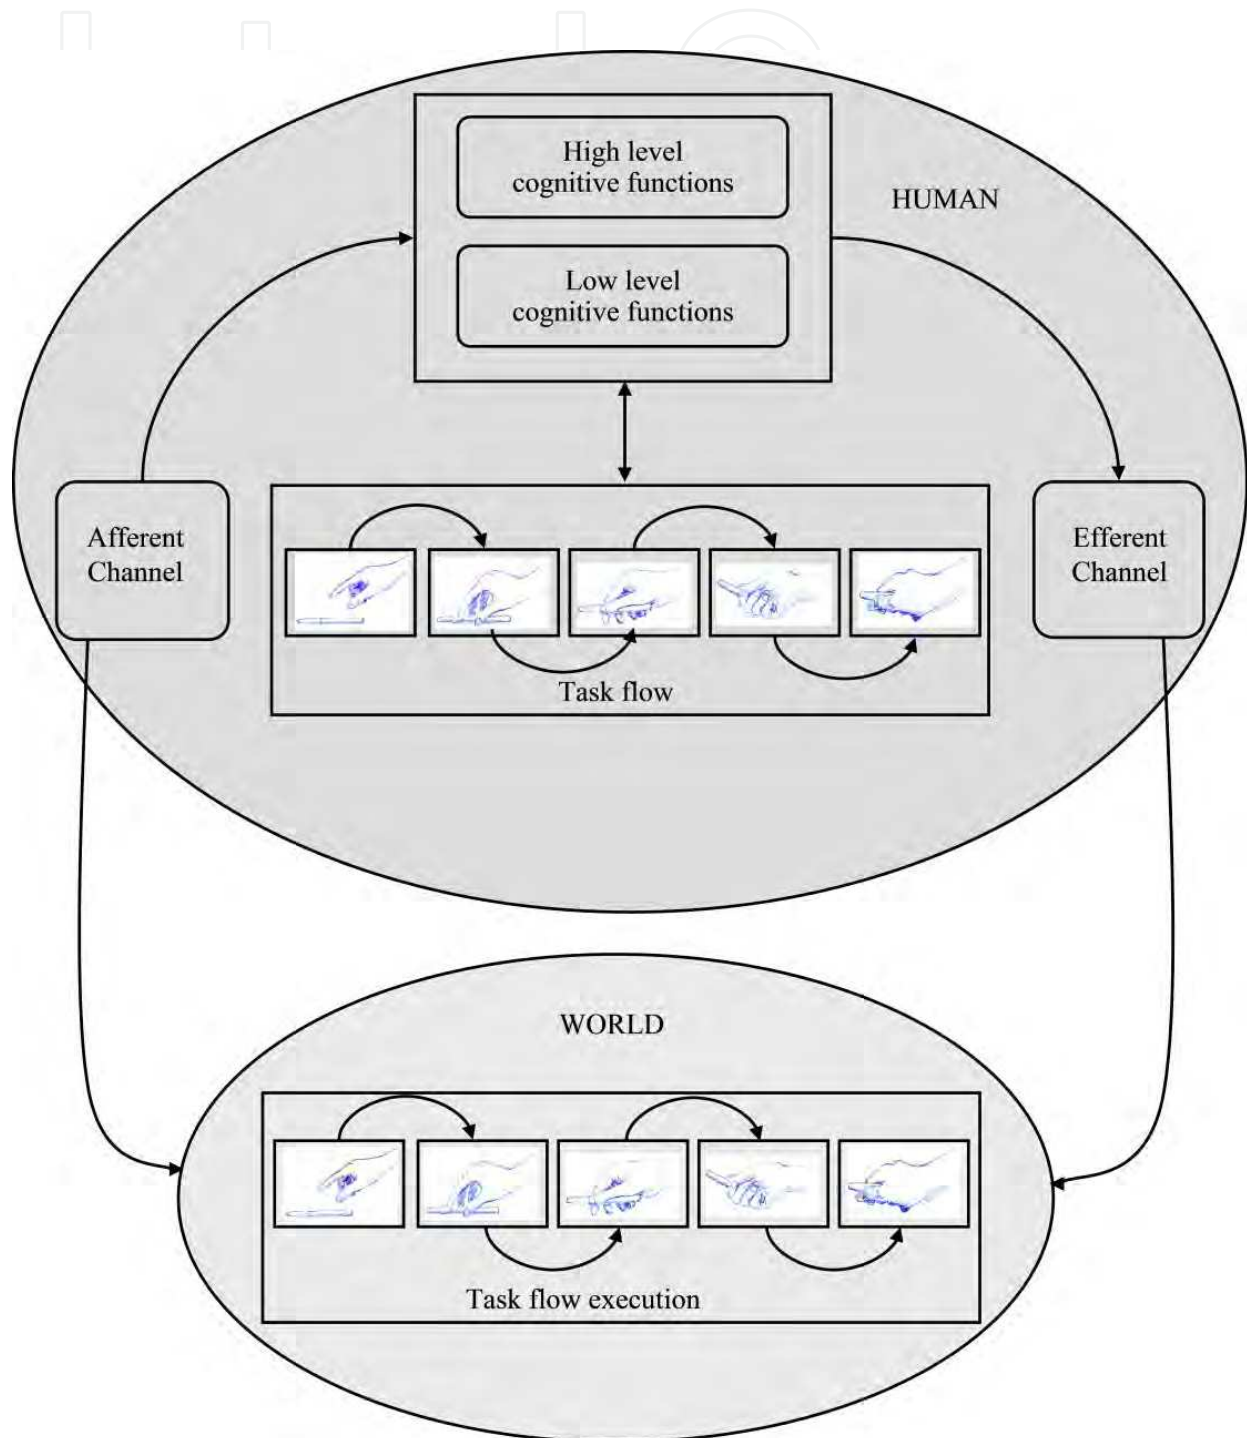 High level
cognitive functions
HUMAN
Low level
cognitive functions
Afferent
Channel
Efferent
Channel
Task flow
WORLD
Task flow execution